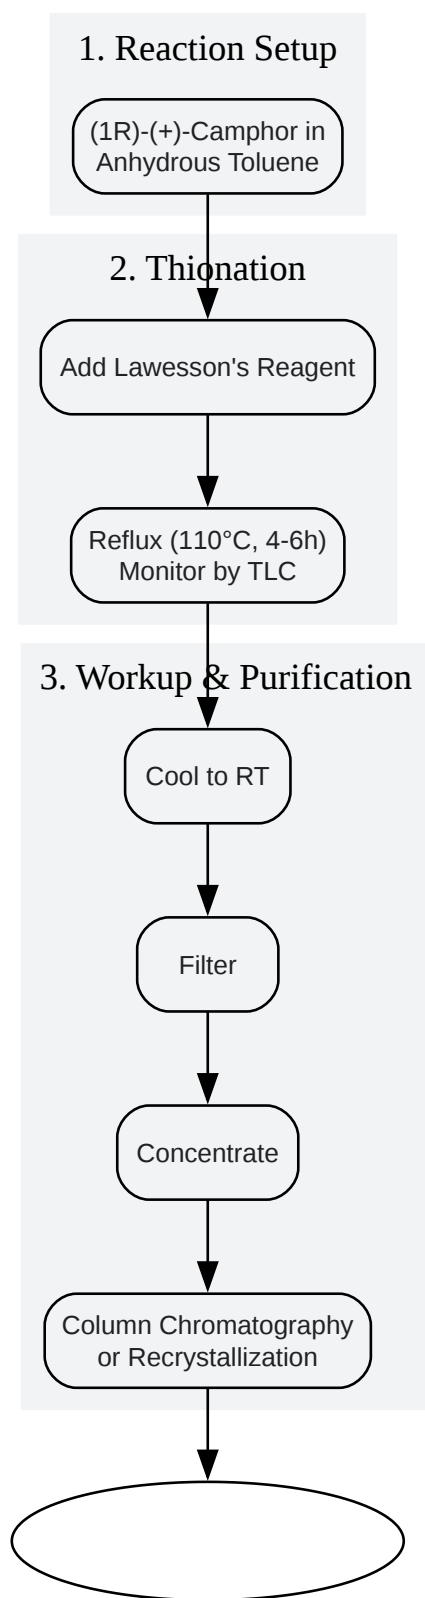 1. Reaction Setup
(1R)-(+)-Camphor in
Anhydrous Toluene
2. Thionation
Add Lawesson's Reagent
Reflux (110°C, 4-6h)
Monitor by TLC
3. Workup & Purification
Cool to RT
Filter
Concentrate
Column Chromatography
or Recrystallization